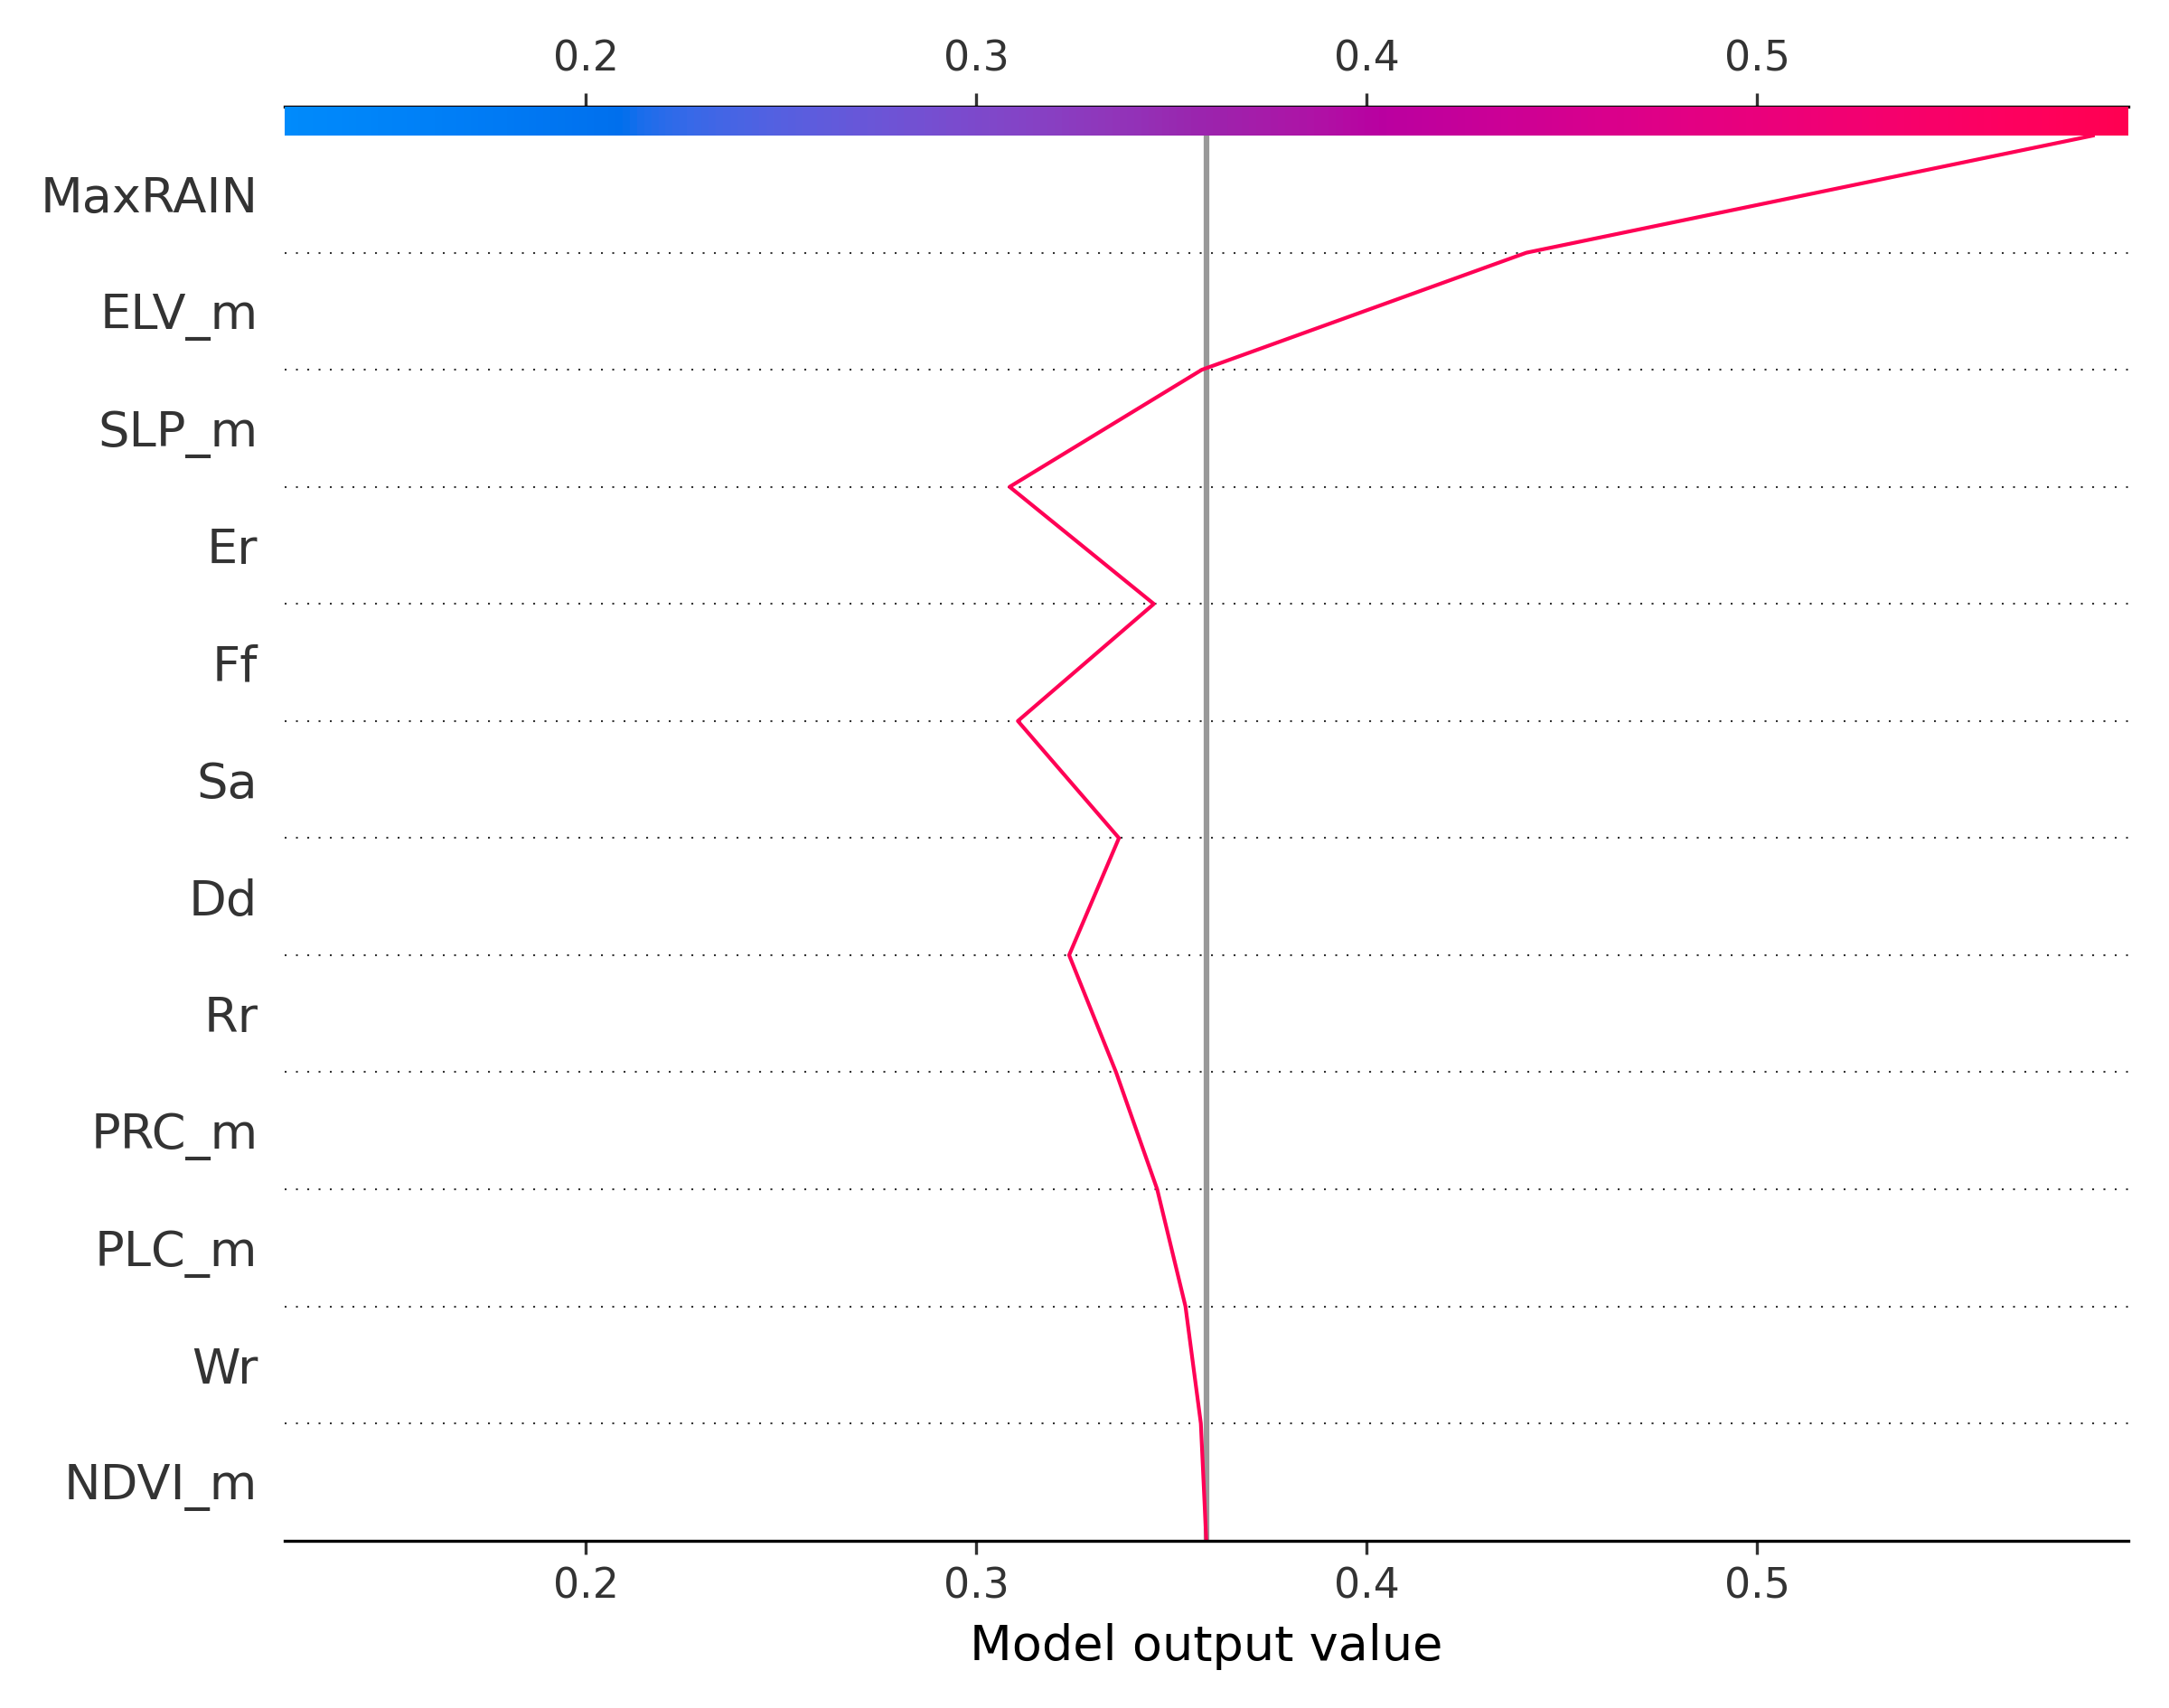 0.2 0.3 0.4 0.5
MaxRAIN
ELV_m
SLP_m
Er
Ff
Sa
Dd
Rr
PRC_m
PLC_m
Wr
NDVI_m
0.2 0.3 0.4 0.5
Model output value